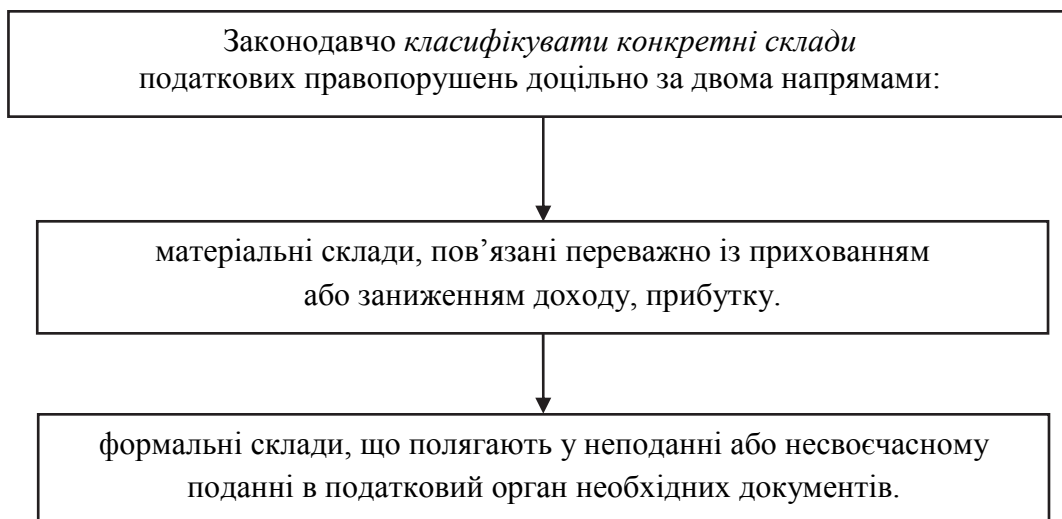 Законодавчо класифікувати конкретні склади
податкових правопорушень доцільно за двома напрямами:
матеріальні склади, пов’язані переважно із прихованням
або заниженням доходу, прибутку.
формальні склади, що полягають у неподанні або несвоєчасному
поданні в податковий орган необхідних документів.